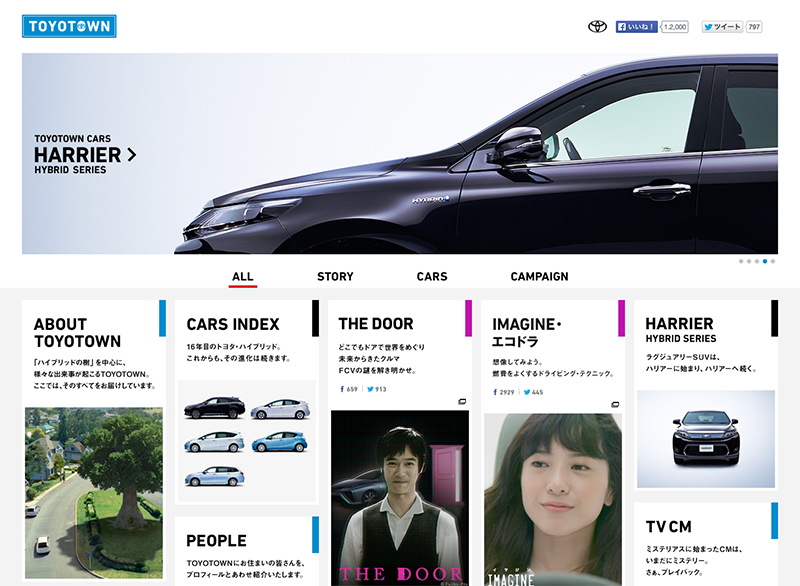 TOYOTOWN
いいね！
1.2,000
ツイート
797
TOYOTOWN CARS
HARRIER
HYBRID SERIES
HYBRID
ALL
STORY
CARS
CAMPAIGN
ABOUT
TOYOTOWN
「ハイブリッドの樹」を中心に、
様々な出来事が起こるTOYOTOWN。
ここでは、そのすべてをお届けしています。
CARS INDEX
16年目のトヨタ・ハイブリッド。
これからも、その進化は続きます。
PEOPLE
TOYOTOWNにお住まいの皆さんを、
プロフィールとあわせ紹介いたします。
THE DOOR
どこでもドアで世界をめぐり
未来からきたクルマ
FCVの謎を解き明かせ。
659
913
THE DOOR
IMAGINE・
エコドラ
想像してみよう。
燃費をよくするドライビング・テクニック。
2929
445
イマジン
IMAGINE
HARRIER
HYBRID SERIES
ラグジュアリーSUVは、
ハリアーに始まり、ハリアーへ続く。
TV CM
ミステリアスに始まったCMは、
いまだにミステリー。
さぁ、プレイバック。